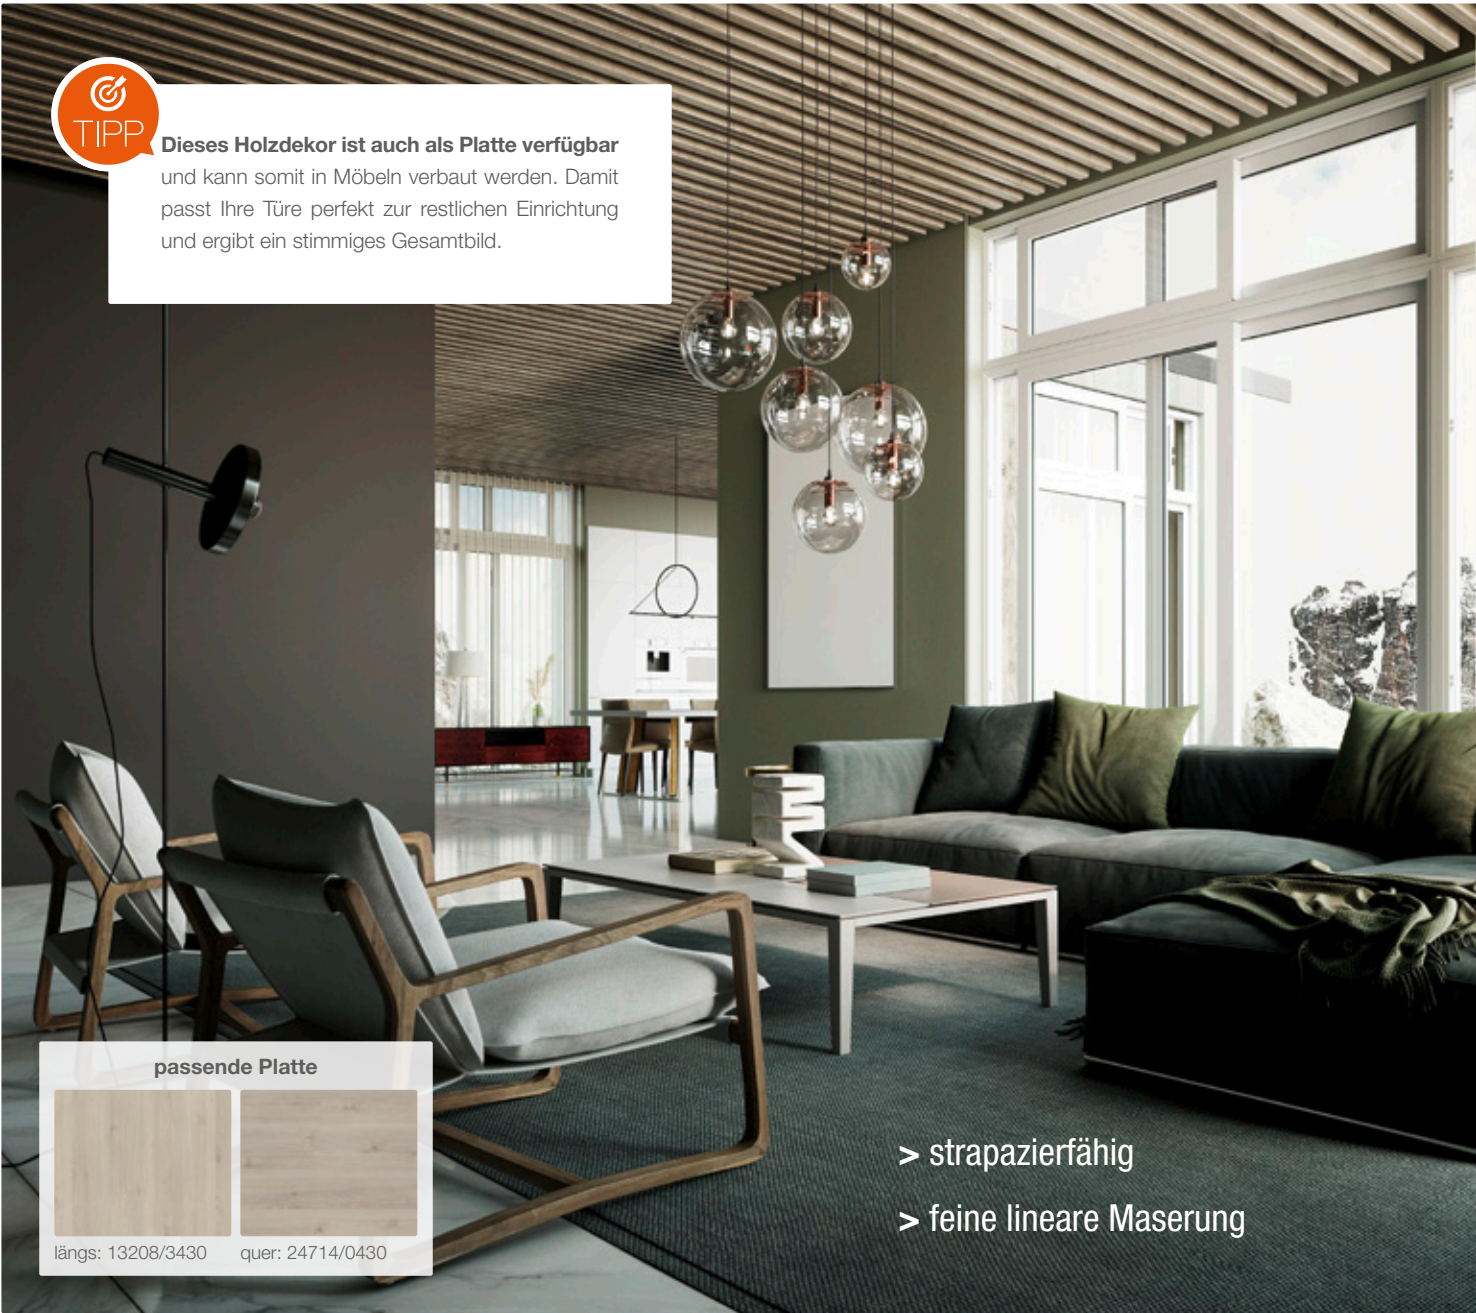 TIPP
Dieses Holzdekor ist auch als Platte verfügbar
und kann somit in Möbeln verbaut werden. Damit
passt Ihre Türe perfekt zur restlichen Einrichtung
und ergibt ein stimmiges Gesamtbild.
passende Platte
längs: 13208/3430
quer: 24714/0430
> strapazierfähig
> feine lineare Maserung